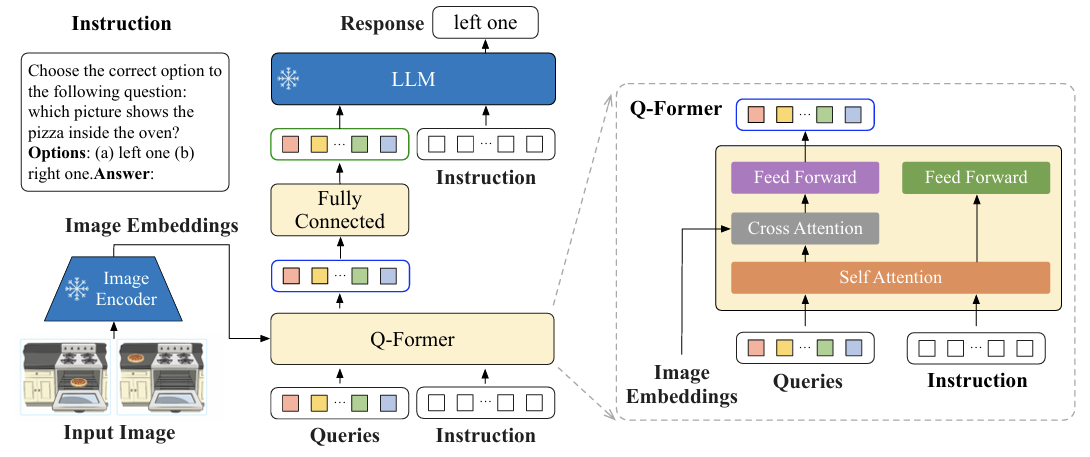 Instruction
Choose the correct option to
the following question:
which picture shows the
pizza inside the oven?
Options: (a) left one (b)
right one.Answer:
Image Embeddings
Image
Encoder
Input Image
Response
left one
LLM
...
...
Instruction
Fully
Connected
...
Q-Former
...
...
Queries
Instruction
Q-Former
...
Feed Forward
Feed Forward
Cross Attention
Self Attention
...
...
Image
Embeddings
Queries
Instruction